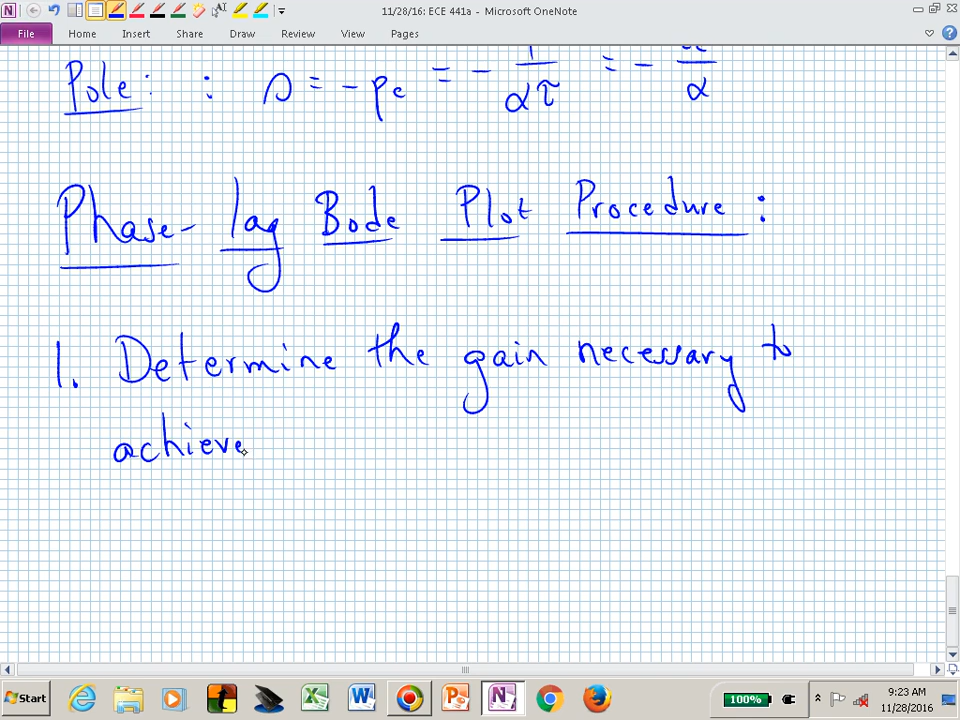 11/28/16: ECE 441a - Microsoft OneNote
File Home Insert Share Draw Review View Pages
Pole: : s = -pc = - 1/ατ = - /α
Phase-lag Bode Plot Procedure:
1. Determine the gain necessary to
achieve
Start
100%
9:23 AM
11/28/2016